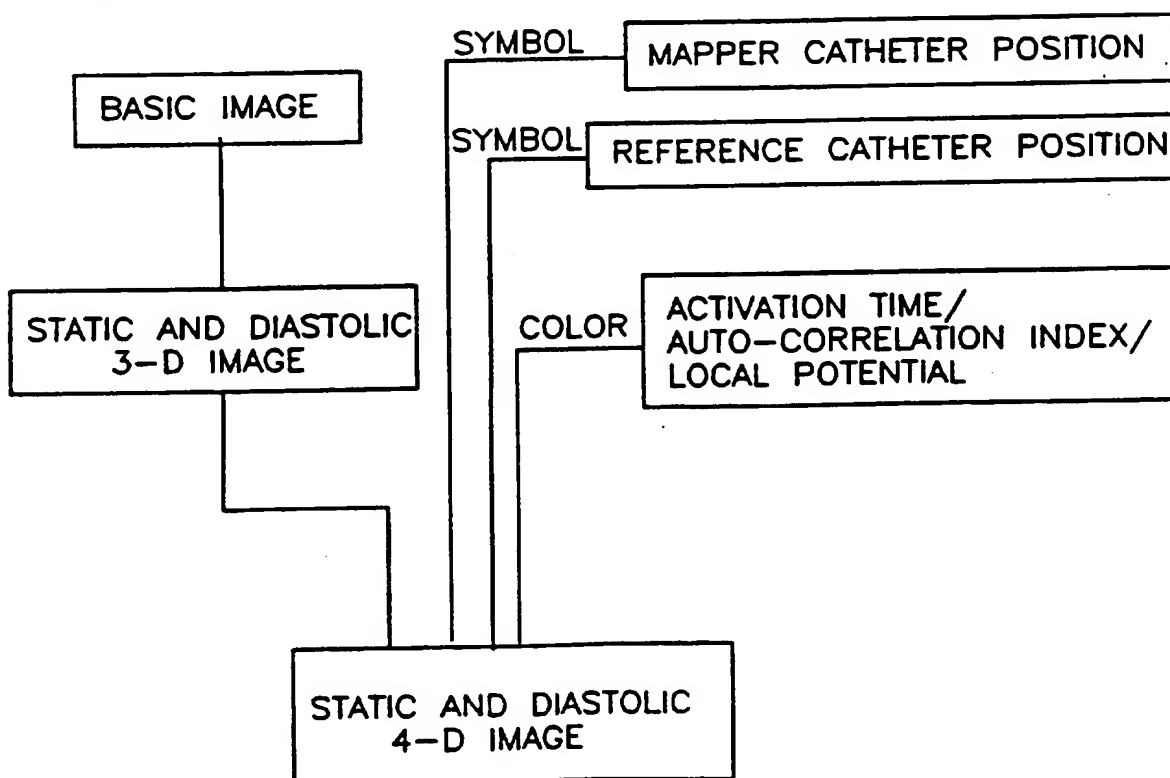 SYMBOL
MAPPER CATHETER POSITION
BASIC IMAGE
SYMBOL
REFERENCE CATHETER POSITION
STATIC AND DIASTOLIC
3-D IMAGE
COLOR
ACTIVATION TIME/
AUTO-CORRELATION INDEX/
LOCAL POTENTIAL
STATIC AND DIASTOLIC
4-D IMAGE